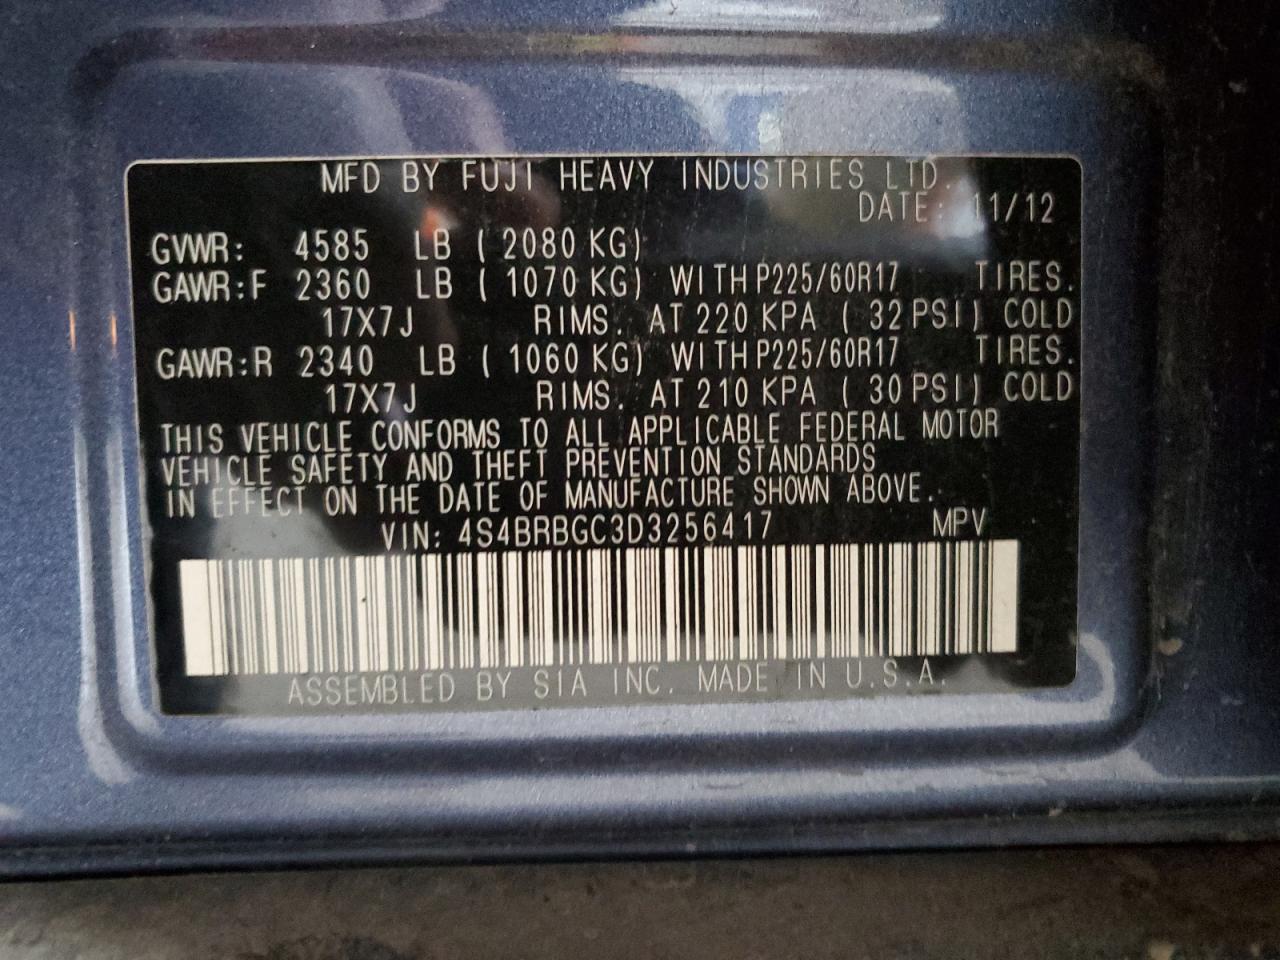 MFD BY FUJI HEAVY INDUSTRIES LTD.
DATE: 11/12
GVWR: 4585 LB ( 2080 KG)
GAWR:F 2360 LB ( 1070 KG) WITH P225/60R17 TIRES.
17X7J RIMS. AT 220 KPA ( 32 PSI) COLD
GAWR:R 2340 LB ( 1060 KG) WITH P225/60R17 TIRES.
17X7J RIMS. AT 210 KPA ( 30 PSI) COLD
THIS VEHICLE CONFORMS TO ALL APPLICABLE FEDERAL MOTOR
VEHICLE SAFETY AND THEFT PREVENTION STANDARDS
IN EFFECT ON THE DATE OF MANUFACTURE SHOWN ABOVE.
VIN: 4S4BRBGC3D3256417 MPV
ASSEMBLED BY SIA INC. MADE IN U.S.A.